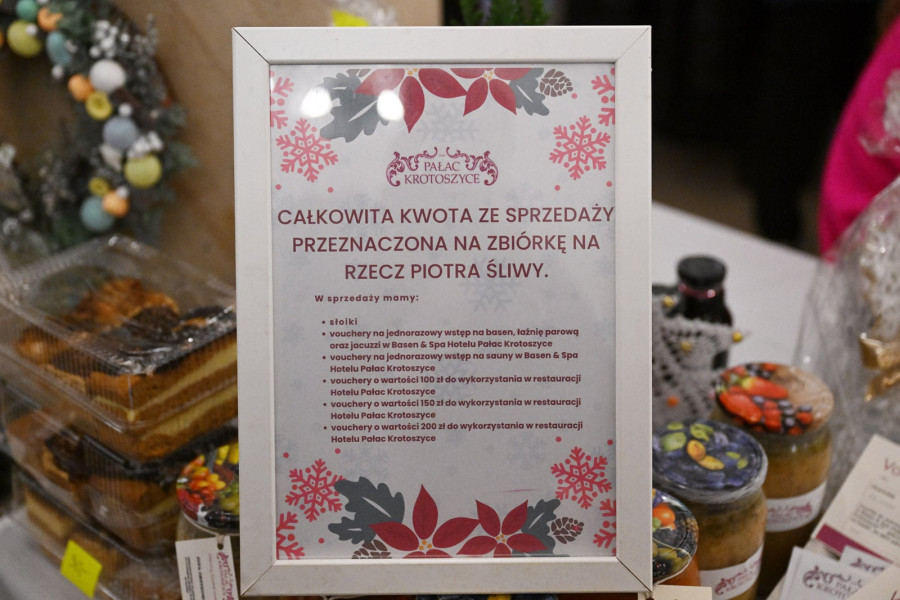 PAŁAC
KROTOSZYCE
CAŁKOWITA KWOTA ZE SPRZEDAŻY
PRZEZNACZONA NA ZBIÓRKĘ NA
RZECZ PIOTRA ŚLIWY.
W sprzedaży mamy:
• słoiki
• vouchery na jednorazowy wstęp na basen, łaźnię parową
oraz jacuzzi w Basen & Spa Hotelu Pałac Krotoszyce
• vouchery na jednorazowy wstęp na sauny w Basen & Spa
Hotelu Pałac Krotoszyce
• vouchery o wartości 100 zł do wykorzystania w restauracji
Hotelu Pałac Krotoszyce
• vouchery o wartości 150 zł do wykorzystania w restauracji
Hotelu Pałac Krotoszyce
• vouchery o wartości 200 zł do wykorzystania w restauracji
Hotelu Pałac Krotoszyce
PAŁAC